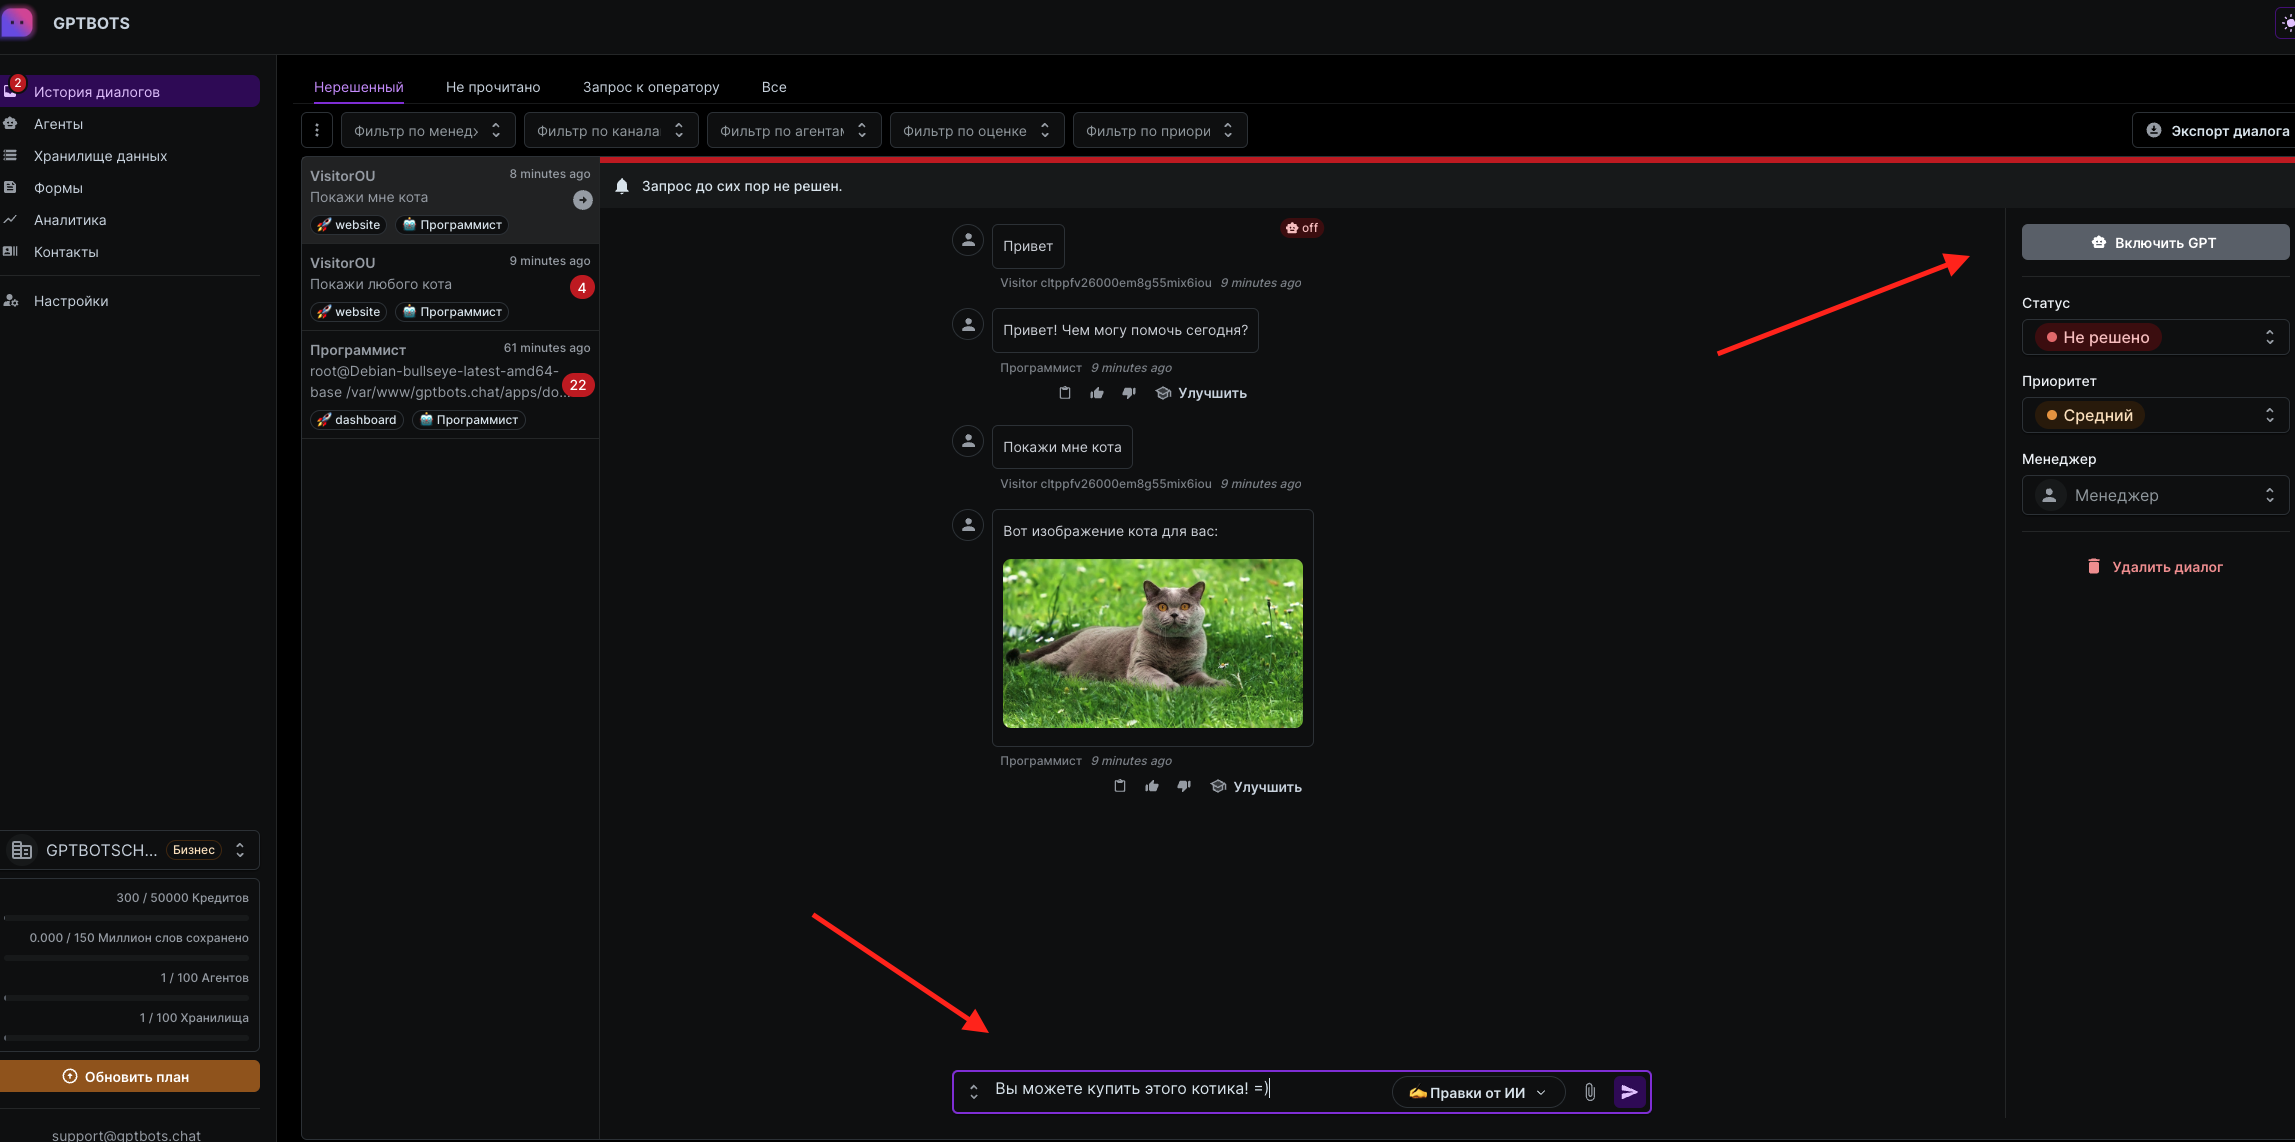 GPTBOTS
2
История диалогов
Агенты
Хранилище данных
Формы
Аналитика
Контакты
Настройки
GPTBOTSCH... Бизнес
300 / 50000 Кредитов
0.000 / 150 Миллион слов сохранено
1 / 100 Агентов
1 / 100 Хранилища
Обновить план
support@gptbots.chat
Нерешенный Не прочитано Запрос к оператору Все
Фильтр по менед Фильтр по канала Фильтр по агентам Фильтр по оценке Фильтр по приори Экспорт диалога
VisitorOU 8 minutes ago
Покажи мне кота
website Программист
VisitorOU 9 minutes ago
Покажи любого кота
4
website Программист
Программист 61 minutes ago
root@Debian-bullseye-latest-amd64-
base /var/www/gptbots.chat/apps/do...
22
dashboard Программист
Запрос до сих пор не решен.
off
Привет
Visitor cltppfv26000em8g55mix6iou 9 minutes ago
Привет! Чем могу помочь сегодня?
Программист 9 minutes ago
Улучшить
Покажи мне кота
Visitor cltppfv26000em8g55mix6iou 9 minutes ago
Вот изображение кота для вас:
Программист 9 minutes ago
Улучшить
Вы можете купить этого котика! =)
Правки от ИИ
Включить GPT
Статус
Не решено
Приоритет
Средний
Менеджер
Менеджер
Удалить диалог